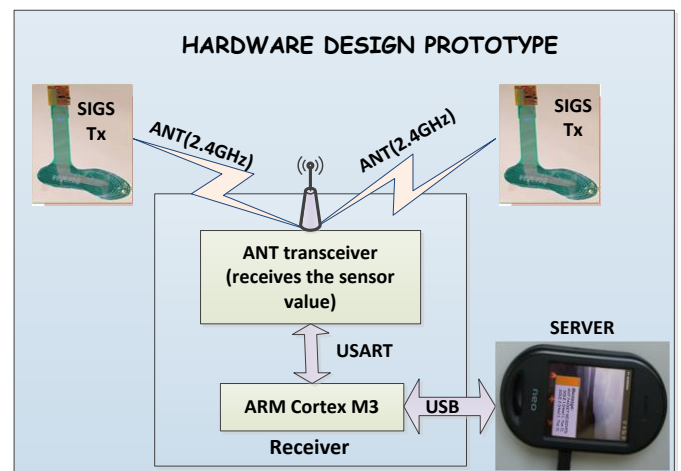 HARDWARE DESIGN PROTOTYPE
SIGS
Tx
ANT(2.4GHz)
ANT(2.4GHz)
SIGS
Tx
ANT transceiver
(receives the sensor
value)
USART
SERVER
ARM Cortex M3
USB
Receiver
neo